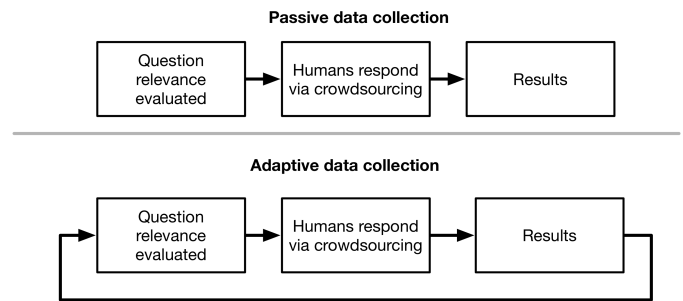 Passive data collection
Question
relevance
evaluated
Humans respond
via crowdsourcing
Results
Adaptive data collection
Question
relevance
evaluated
Humans respond
via crowdsourcing
Results